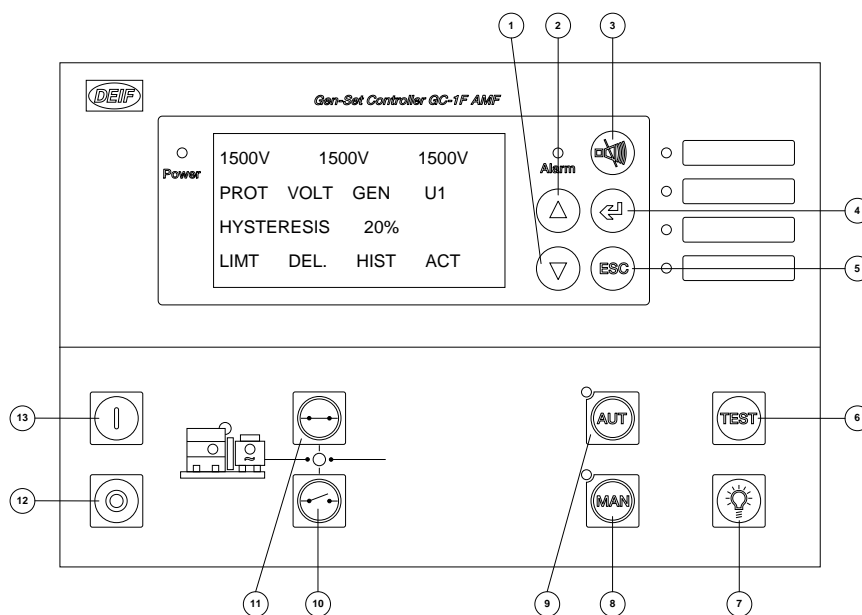 1 2 3
DEIF
Gen-Set Controller GC-1F AMF
Power
1500V 1500V 1500V
PROT VOLT GEN U1
HYSTERESIS 20%
LIMT DEL. HIST ACT
Alarm
4
ESC
5
13
AUT
TEST
6
~
12
MAN
11 10 9 8 7